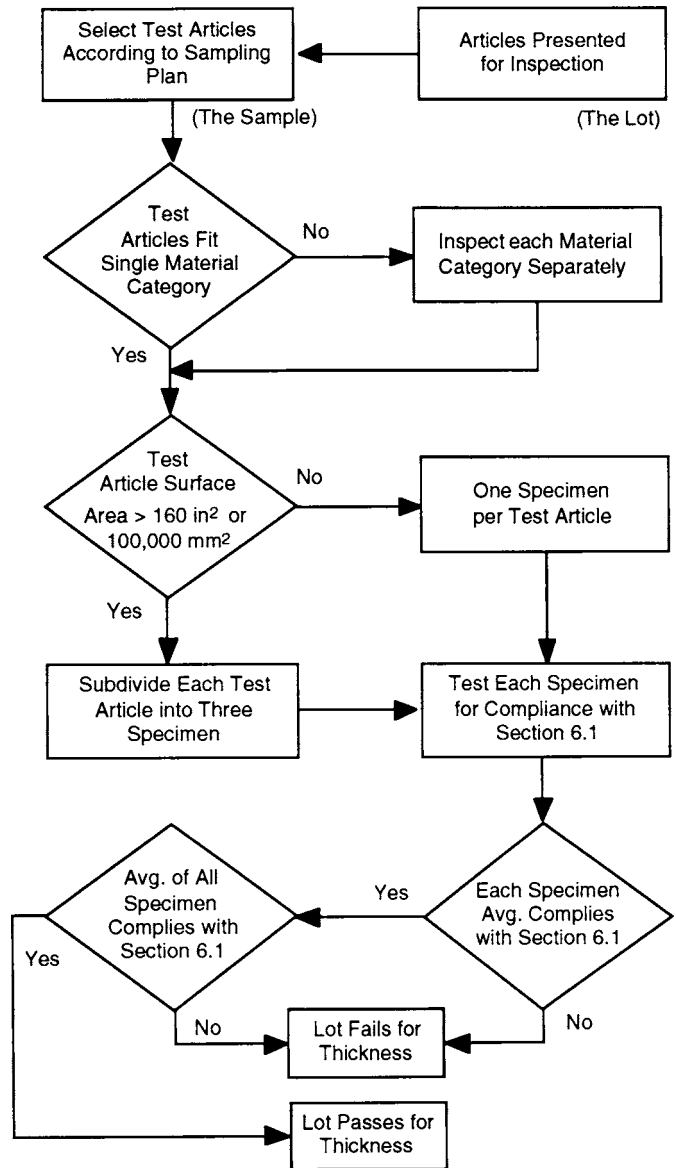 Select Test Articles
According to Sampling
Plan
Articles Presented
for Inspection
(The Sample)
(The Lot)
Test
Articles Fit
Single Material
Category
No
Inspect each Material
Category Separately
Yes
Test
Article Surface
Area > 160 in² or
100,000 mm²
No
One Specimen
per Test Article
Yes
Subdivide Each Test
Article into Three
Specimen
Test Each Specimen
for Compliance with
Section 6.1
Each Specimen
Avg. Complies
with Section 6.1
Yes
Avg. of All
Specimen
Complies with
Section 6.1
Yes
No
No
Lot Fails for
Thickness
Lot Passes for
Thickness